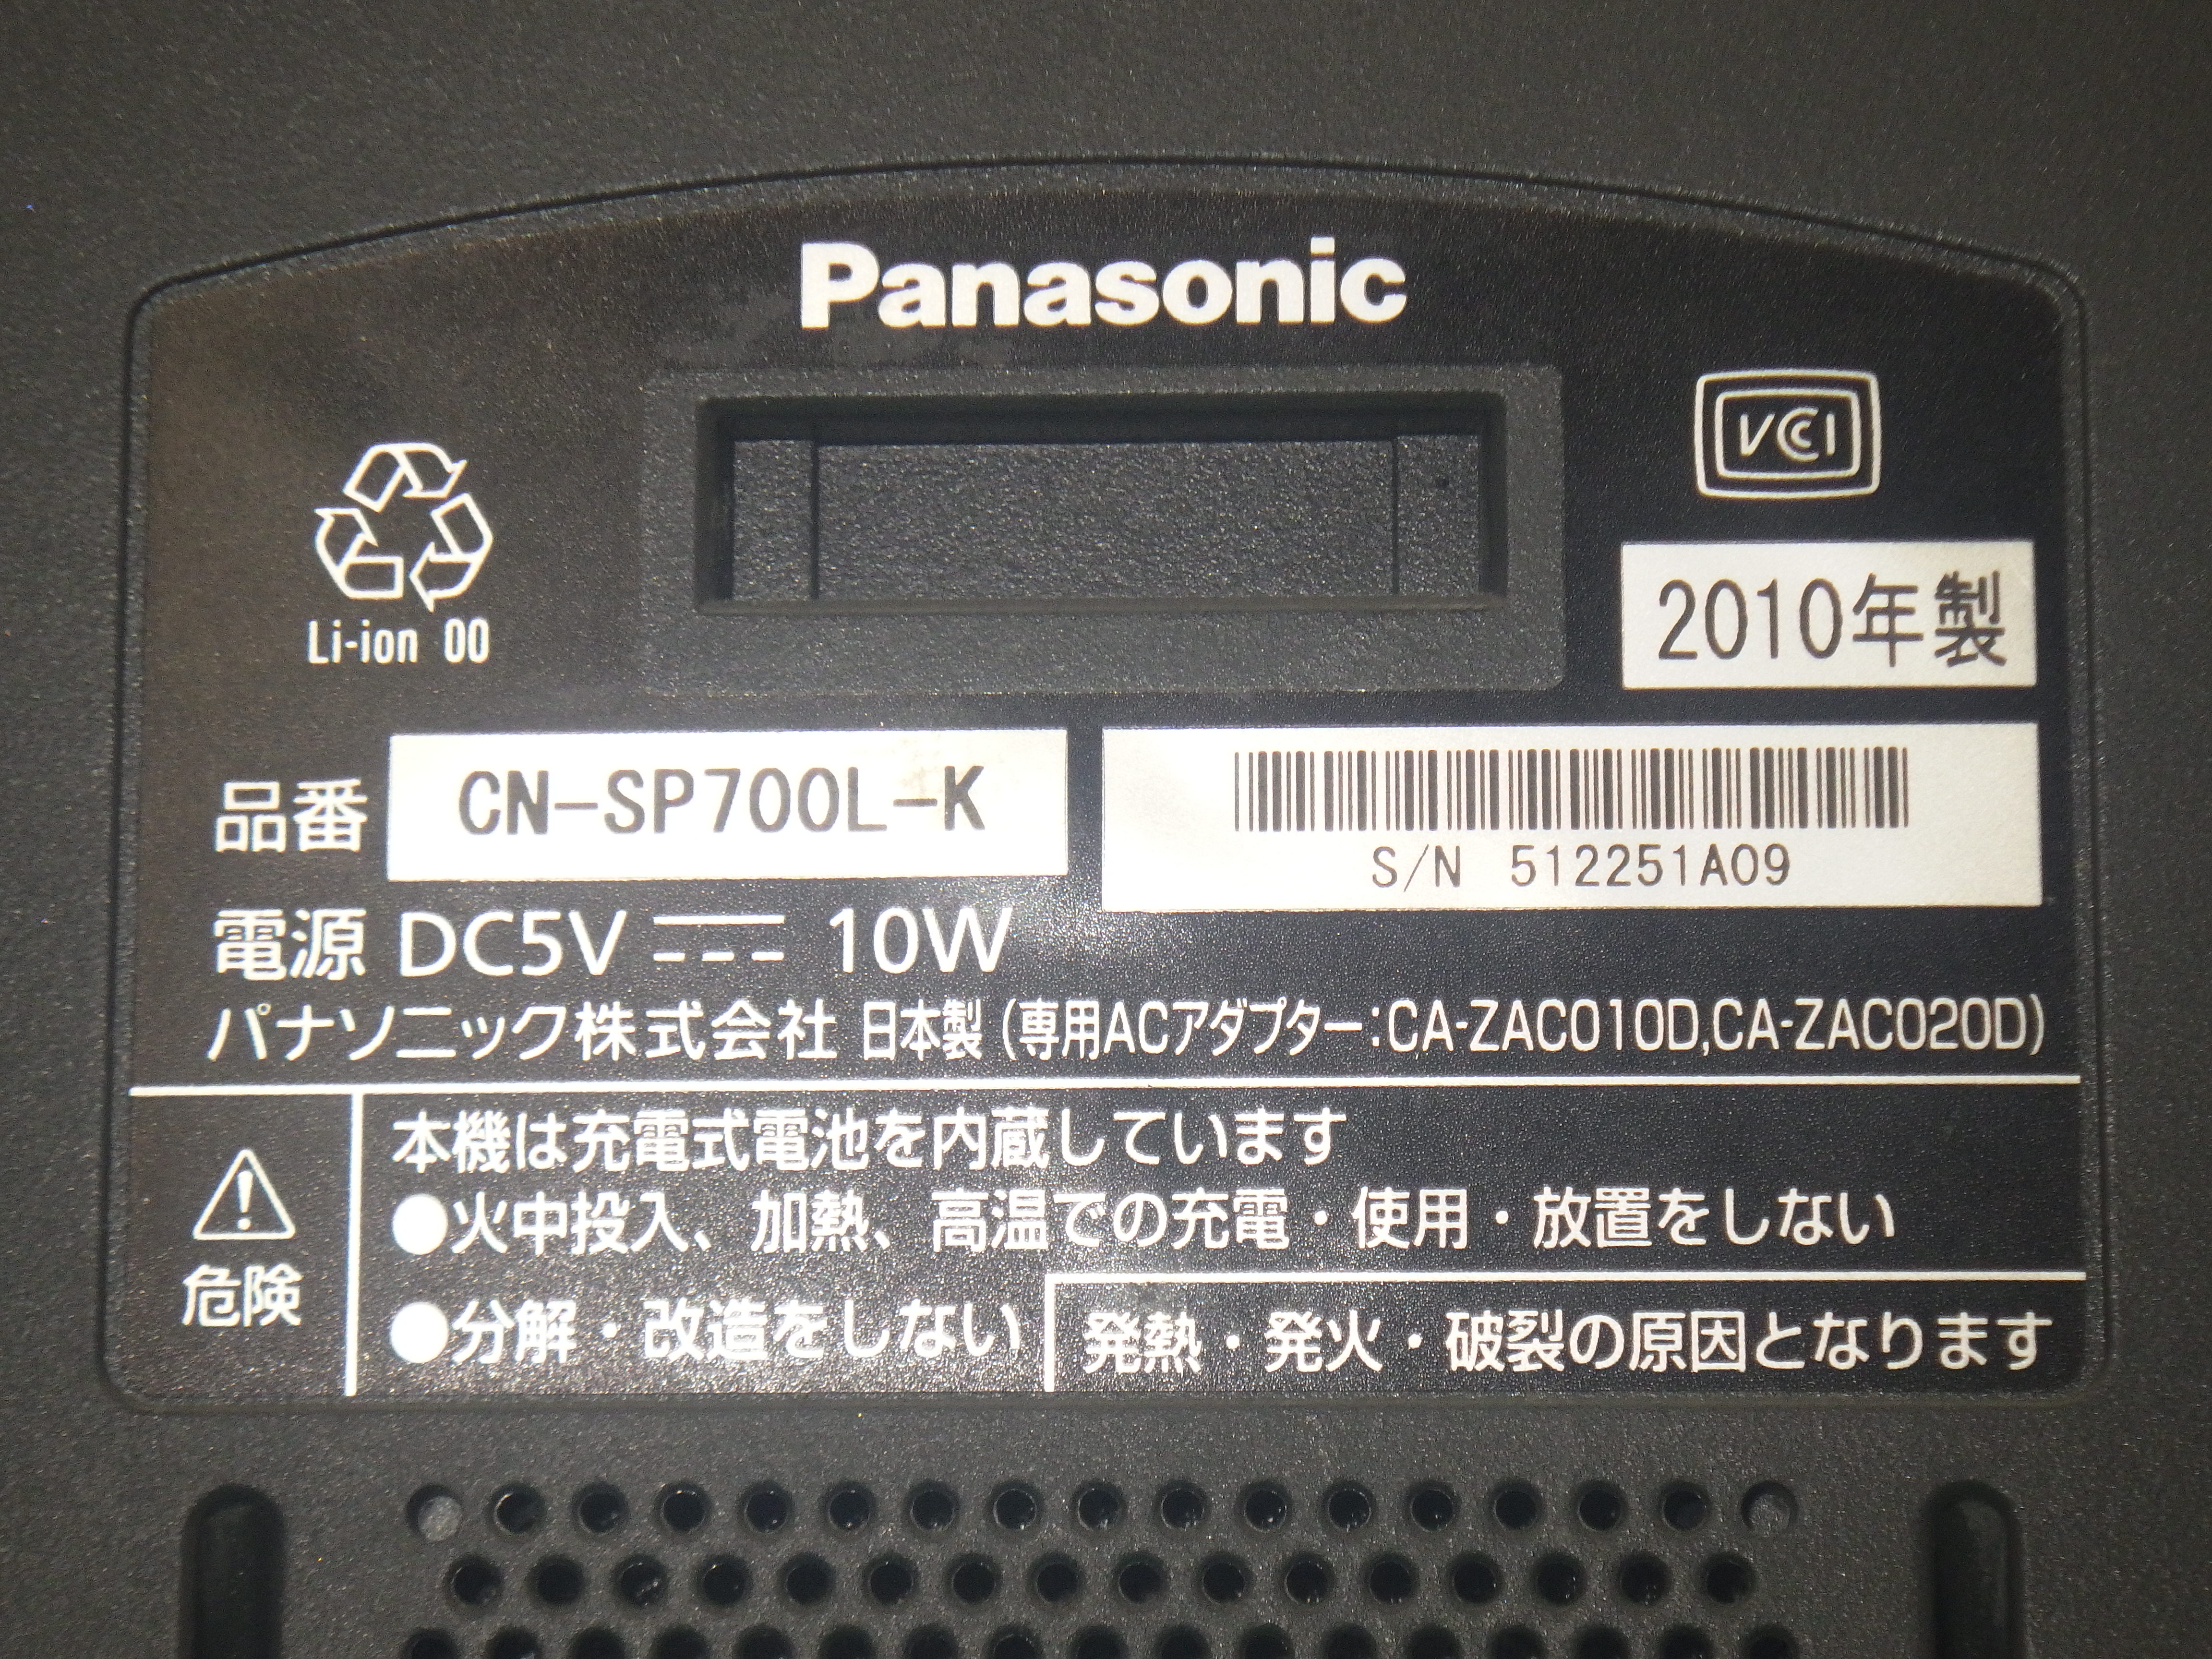 Panasonic
VCCI
Li-ion 00
2010年製
品番 CN-SP700L-K
S/N 512251A09
電源 DC5V 10W
パナソニック株式会社 日本製 (専用ACアダプター:CA-ZAC010D,CA-ZAC020D)
危険
本機は充電式電池を内蔵しています
●火中投入、加熱、高温での充電・使用・放置をしない
●分解・改造をしない
発熱・発火・破裂の原因となります